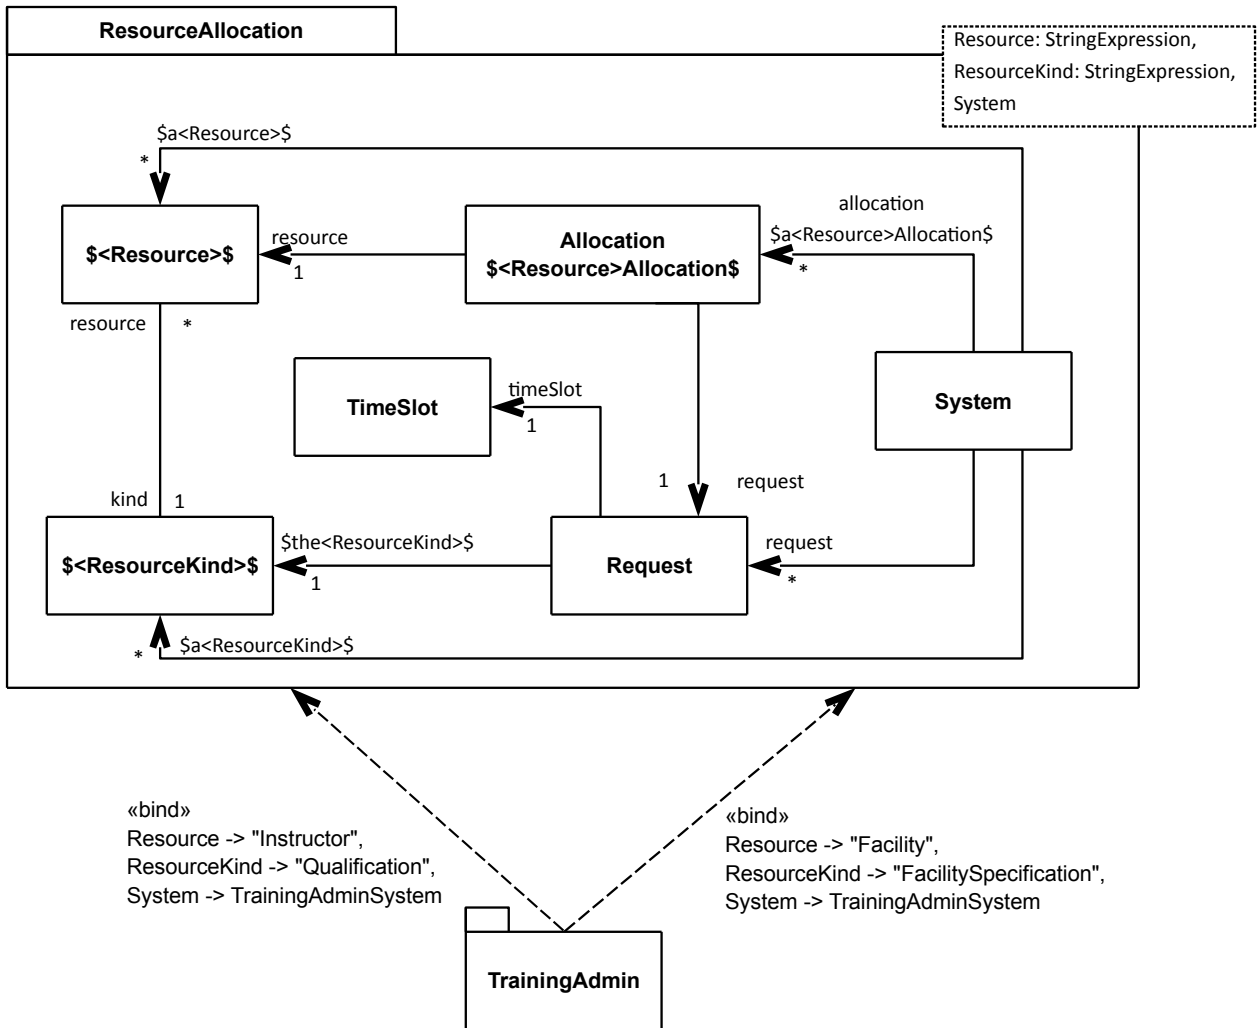 ResourceAllocation
Resource: StringExpression,
ResourceKind: StringExpression,
System
$a<Resource>$
*
$<Resource>$
resource
1
Allocation
$<Resource>Allocation$
allocation
$a<Resource>Allocation$
*
resource
*
TimeSlot
timeSlot
1
System
kind
1
1
request
$<ResourceKind>$
$the<ResourceKind>$
1
Request
request
*
*
$a<ResourceKind>$
«bind»
Resource -> "Instructor",
ResourceKind -> "Qualification",
System -> TrainingAdminSystem
«bind»
Resource -> "Facility",
ResourceKind -> "FacilitySpecification",
System -> TrainingAdminSystem
TrainingAdmin